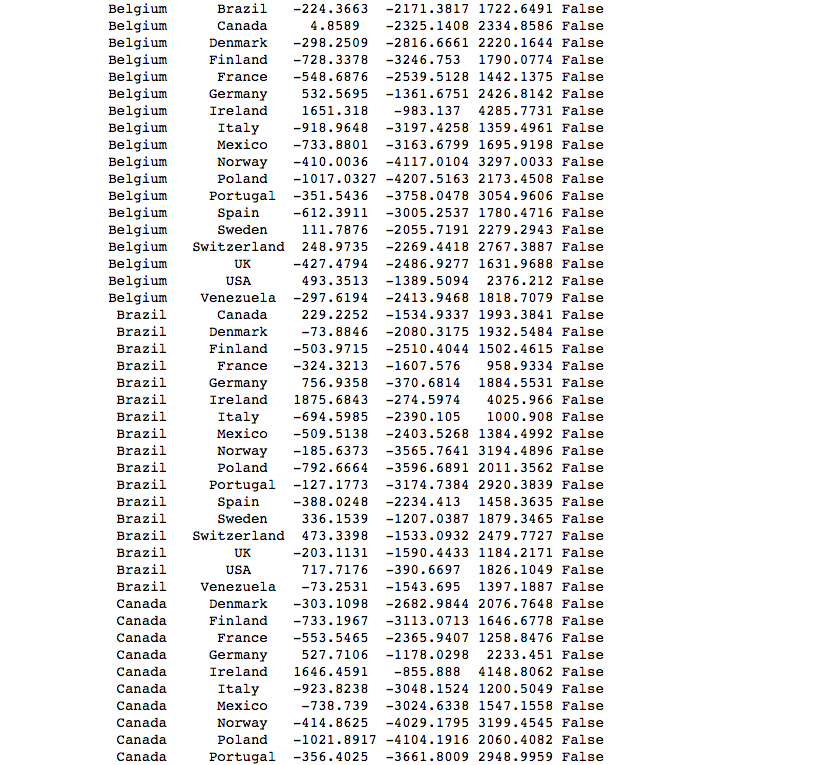 Belgium Brazil -224.3663 -2171.3817 1722.6491 False
Belgium Canada 4.8589 -2325.1408 2334.8586 False
Belgium Denmark -298.2509 -2816.6661 2220.1644 False
Belgium Finland -728.3378 -3246.753 1790.0774 False
Belgium France -548.6876 -2539.5128 1442.1375 False
Belgium Germany 532.5695 -1361.6751 2426.8142 False
Belgium Ireland 1651.318 -983.137 4285.7731 False
Belgium Italy -918.9648 -3197.4258 1359.4961 False
Belgium Mexico -733.8801 -3163.6799 1695.9198 False
Belgium Norway -410.0036 -4117.0104 3297.0033 False
Belgium Poland -1017.0327 -4207.5163 2173.4508 False
Belgium Portugal -351.5436 -3758.0478 3054.9606 False
Belgium Spain -612.3911 -3005.2537 1780.4716 False
Belgium Sweden 111.7876 -2055.7191 2279.2943 False
Belgium Switzerland 248.9735 -2269.4418 2767.3887 False
Belgium UK -427.4794 -2486.9277 1631.9688 False
Belgium USA 493.3513 -1389.5094 2376.212 False
Belgium Venezuela -297.6194 -2413.9468 1818.7079 False
Brazil Canada 229.2252 -1534.9337 1993.3841 False
Brazil Denmark -73.8846 -2080.3175 1932.5484 False
Brazil Finland -503.9715 -2510.4044 1502.4615 False
Brazil France -324.3213 -1607.576 958.9334 False
Brazil Germany 756.9358 -370.6814 1884.5531 False
Brazil Ireland 1875.6843 -274.5974 4025.966 False
Brazil Italy -694.5985 -2390.105 1000.908 False
Brazil Mexico -509.5138 -2403.5268 1384.4992 False
Brazil Norway -185.6373 -3565.7641 3194.4896 False
Brazil Poland -792.6664 -3596.6891 2011.3562 False
Brazil Portugal -127.1773 -3174.7384 2920.3839 False
Brazil Spain -388.0248 -2234.413 1458.3635 False
Brazil Sweden 336.1539 -1207.0387 1879.3465 False
Brazil Switzerland 473.3398 -1533.0932 2479.7727 False
Brazil UK -203.1131 -1590.4433 1184.2171 False
Brazil USA 717.7176 -390.6697 1826.1049 False
Brazil Venezuela -73.2531 -1543.695 1397.1887 False
Canada Denmark -303.1098 -2682.9844 2076.7648 False
Canada Finland -733.1967 -3113.0713 1646.6778 False
Canada France -553.5465 -2365.9407 1258.8476 False
Canada Germany 527.7106 -1178.0298 2233.451 False
Canada Ireland 1646.4591 -855.888 4148.8062 False
Canada Italy -923.8238 -3048.1524 1200.5049 False
Canada Mexico -738.739 -3024.6338 1547.1558 False
Canada Norway -414.8625 -4029.1795 3199.4545 False
Canada Poland -1021.8917 -4104.1916 2060.4082 False
Canada Portugal -356.4025 -3661.8009 2948.9959 False